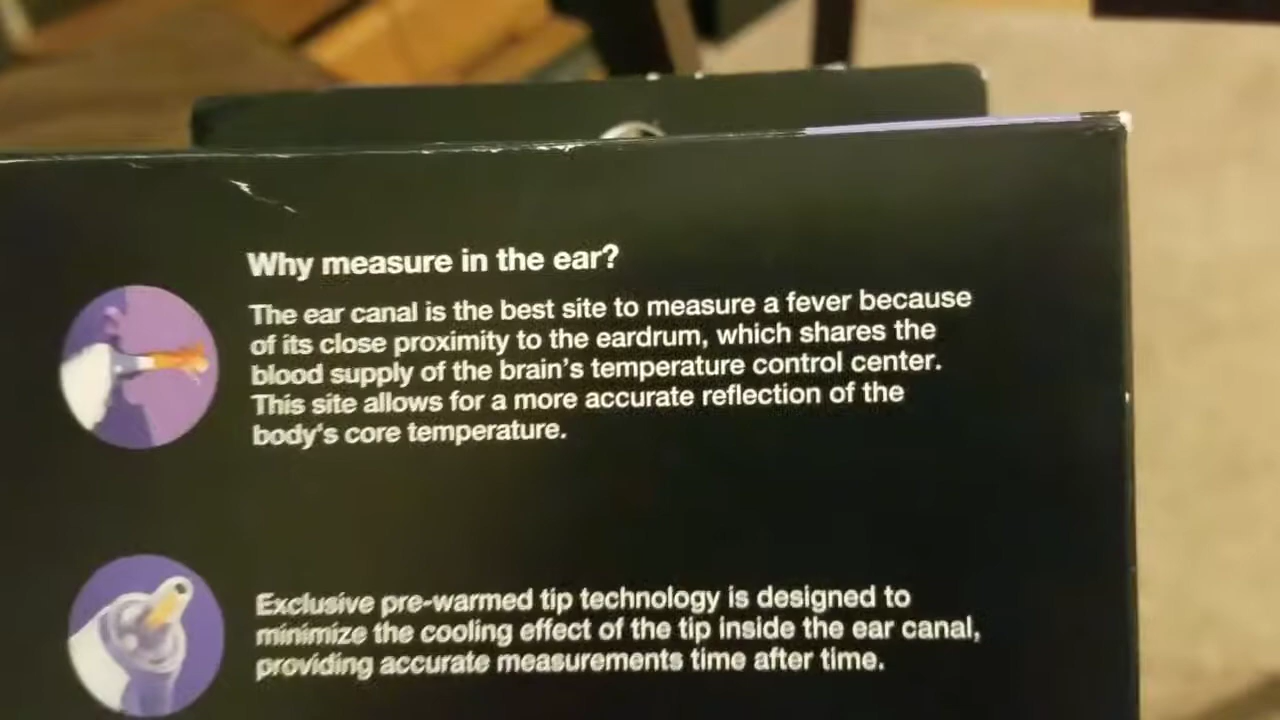 Why measure in the ear?
The ear canal is the best site to measure a fever because
of its close proximity to the eardrum, which shares the
blood supply of the brain's temperature control center.
This site allows for a more accurate reflection of the
body's core temperature.
Exclusive pre-warmed tip technology is designed to
minimize the cooling effect of the tip inside the ear canal,
providing accurate measurements time after time.